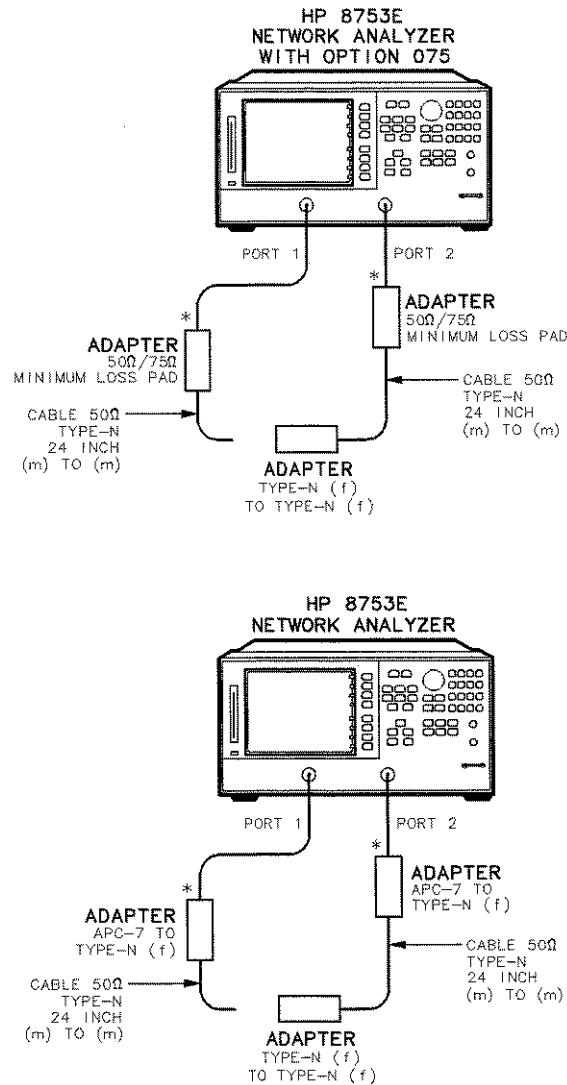 HP 8753E
NETWORK ANALYZER
WITH OPTION 075
PORT 1
PORT 2
*
ADAPTER
50Ω/75Ω
MINIMUM LOSS PAD
*
ADAPTER
50Ω/75Ω
MINIMUM LOSS PAD
CABLE 50Ω
TYPE-N
24 INCH
(m) TO (m)
CABLE 50Ω
TYPE-N
24 INCH
(m) TO (m)
ADAPTER
TYPE-N (f)
TO TYPE-N (f)
HP 8753E
NETWORK ANALYZER
PORT 1
PORT 2
*
ADAPTER
APC-7 TO
TYPE-N (f)
*
ADAPTER
APC-7 TO
TYPE-N (f)
CABLE 50Ω
TYPE-N
24 INCH
(m) TO (m)
CABLE 50Ω
TYPE-N
24 INCH
(m) TO (m)
ADAPTER
TYPE-N (f)
TO TYPE-N (f)